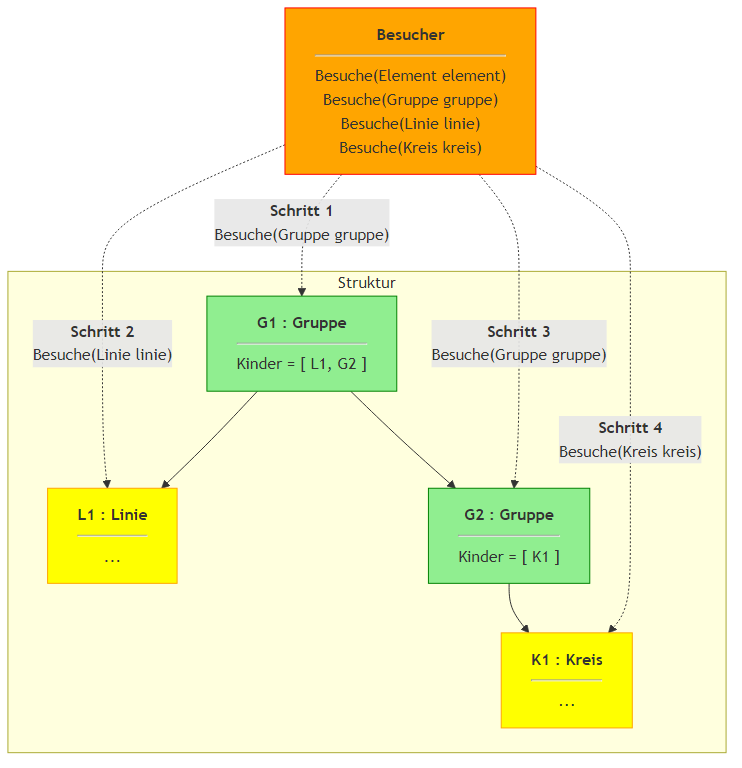 Besucher
Besuche(Element element)
Besuche(Gruppe gruppe)
Besuche(Linie linie)
Besuche(Kreis kreis)
Schritt 1
Besuche(Gruppe gruppe)
Struktur
G1 : Gruppe
Kinder = [ L1, G2 ]
Schritt 2
Besuche(Linie linie)
Schritt 3
Besuche(Gruppe gruppe)
Schritt 4
Besuche(Kreis kreis)
L1 : Linie
...
G2 : Gruppe
Kinder = [ K1 ]
K1 : Kreis
...